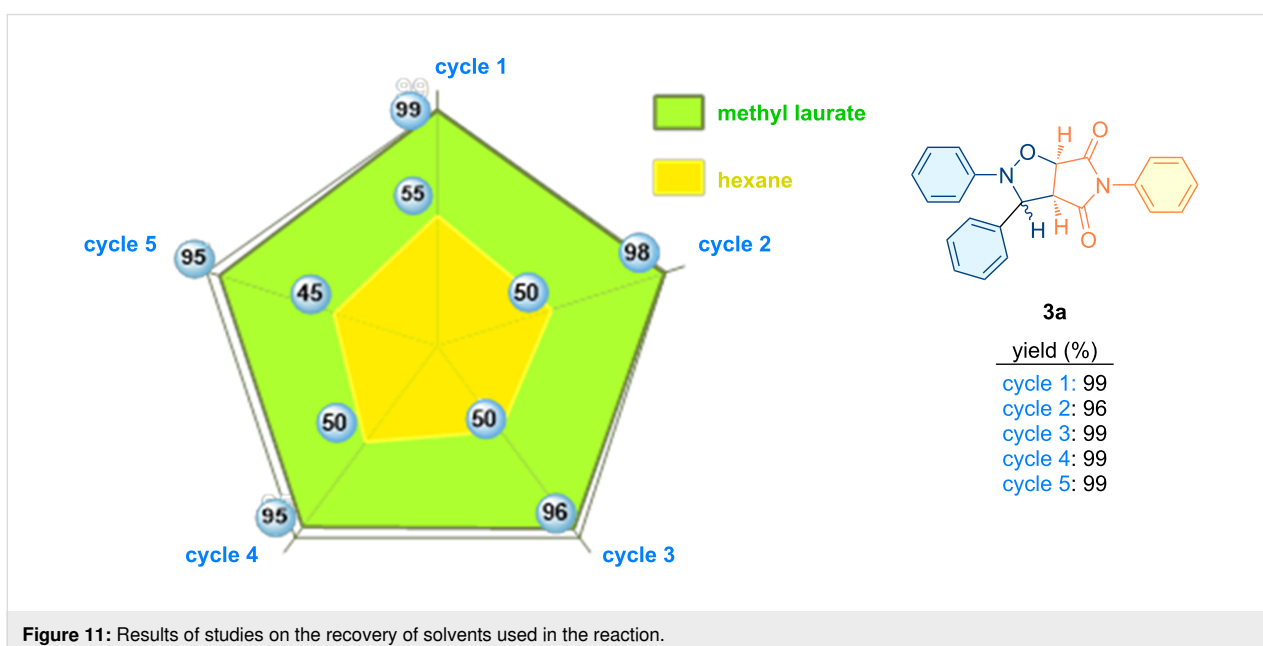 cycle 1
99
99
methyl laurate
55
hexane
cycle 5
95
98
cycle 2
45
50
50
50
95
96
cycle 4
cycle 3
O
H
O
N
N
H
H
O
3a
yield (%)
cycle 1: 99
cycle 2: 96
cycle 3: 99
cycle 4: 99
cycle 5: 99
Figure 11: Results of studies on the recovery of solvents used in the reaction.